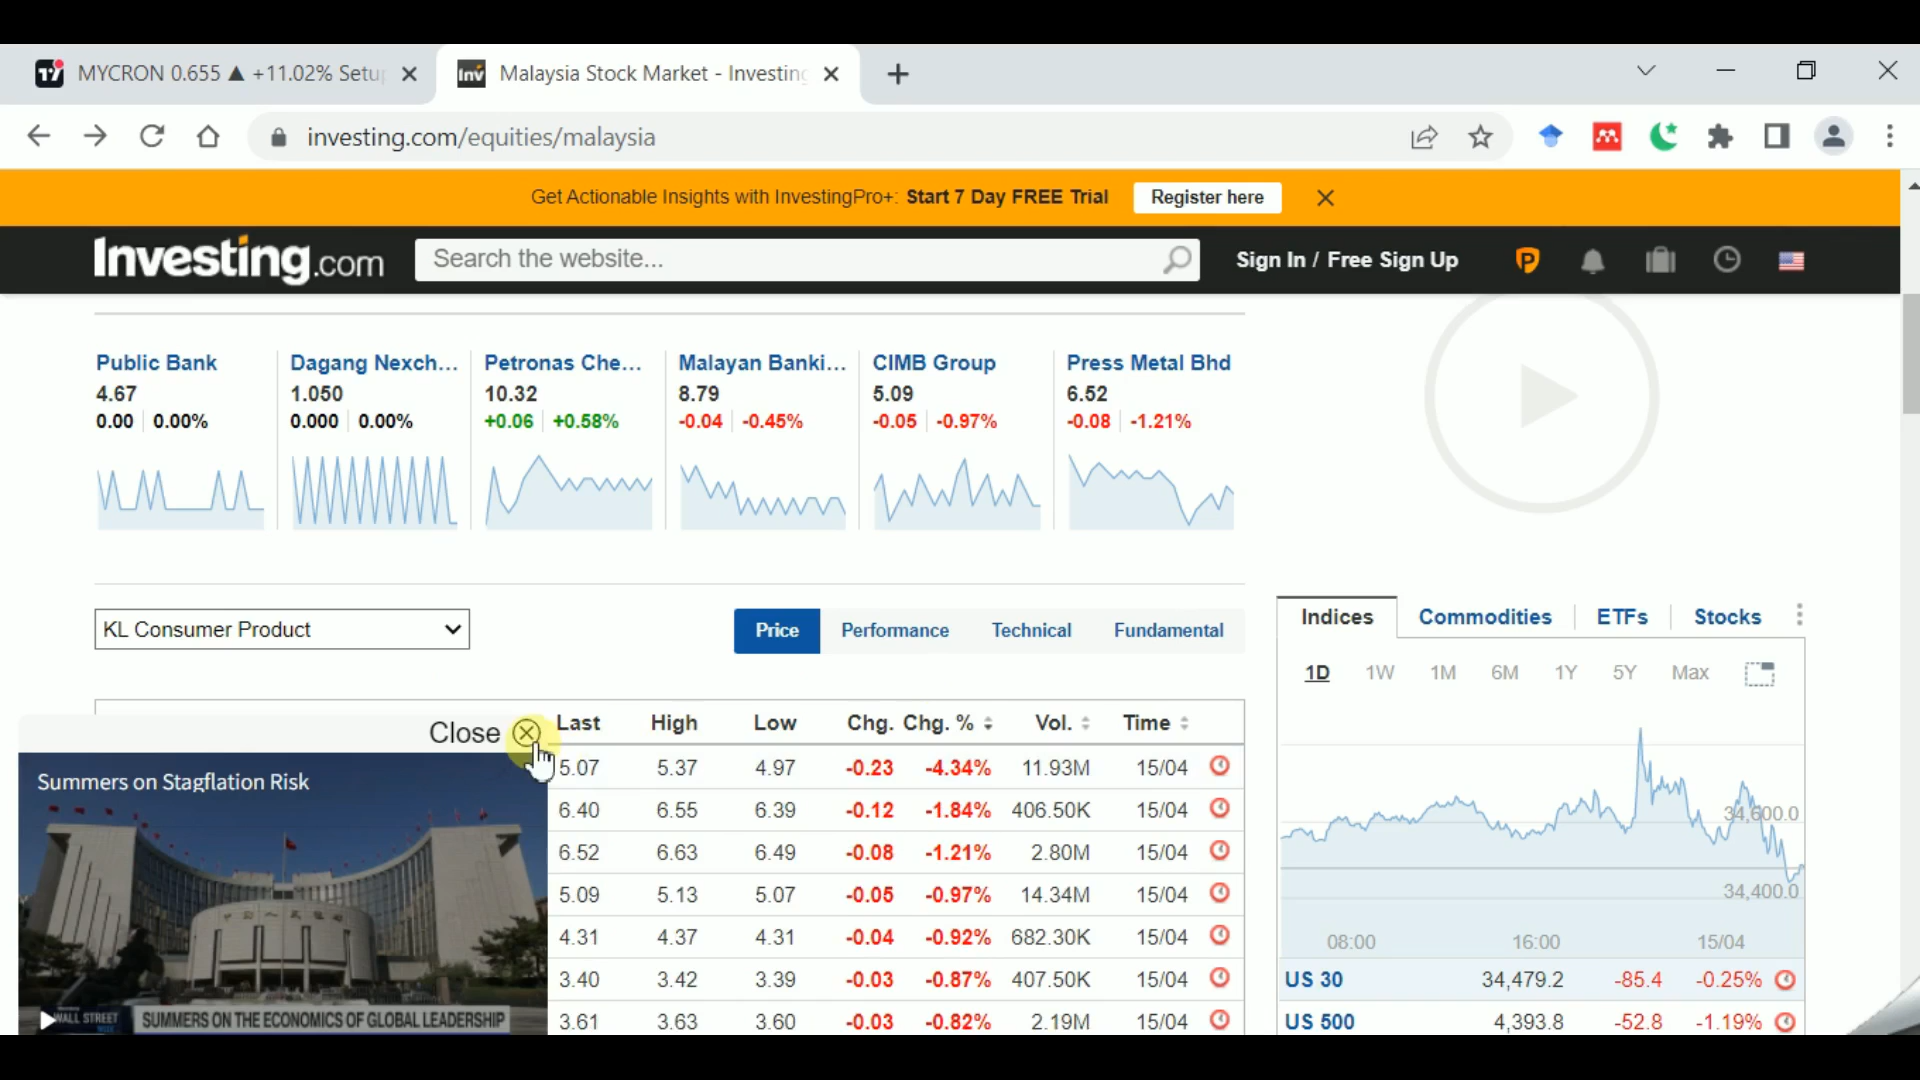 MYCRON 0.655 ▲ +11.02% Setup
Inv Malaysia Stock Market - Investing
investing.com/equities/malaysia
Get Actionable Insights with InvestingPro+: Start 7 Day FREE Trial Register here
Investing.com Search the website... Sign In / Free Sign Up P
Public Bank Dagang Nexch... Petronas Che... Malayan Banki... CIMB Group Press Metal Bhd
4.67 1.050 10.32 8.79 5.09 6.52
0.00 0.00% 0.000 0.00% +0.06 +0.58% -0.04 -0.45% -0.05 -0.97% -0.08 -1.21%
KL Consumer Product Price Performance Technical Fundamental
Indices Commodities ETFs Stocks
1D 1W 1M 6M 1Y 5Y Max
Close
Last High Low Chg. Chg. % Vol. Time
5.07 5.37 4.97 -0.23 -4.34% 11.93M 15/04
6.40 6.55 6.39 -0.12 -1.84% 406.50K 15/04
6.52 6.63 6.49 -0.08 -1.21% 2.80M 15/04
5.09 5.13 5.07 -0.05 -0.97% 14.34M 15/04
4.31 4.37 4.31 -0.04 -0.92% 682.30K 15/04
3.40 3.42 3.39 -0.03 -0.87% 407.50K 15/04
3.61 3.63 3.60 -0.03 -0.82% 2.19M 15/04
Summers on Stagflation Risk
WALL STREET
SUMMERS ON THE ECONOMICS OF GLOBAL LEADERSHIP
34,600.0
34,400.0
08:00 16:00 15/04
US 30 34,479.2 -85.4 -0.25%
US 500 4,393.8 -52.8 -1.19%